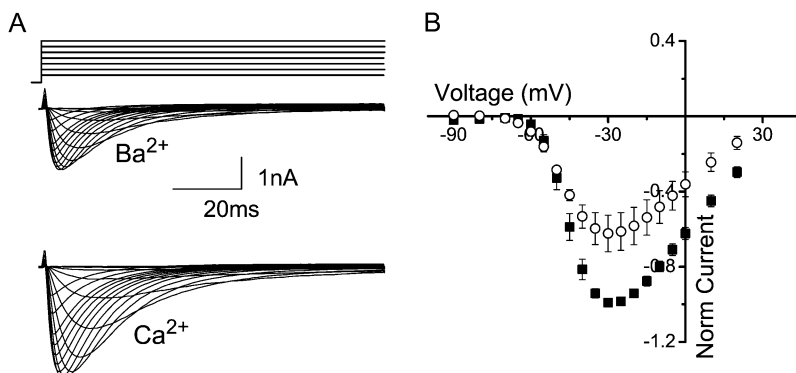 A
Ba2+
1nA
20ms
Ca2+
B
0.4
Voltage (mV)
-90
-60
-30
30
-0.4
-0.8
-1.2
Norm Current